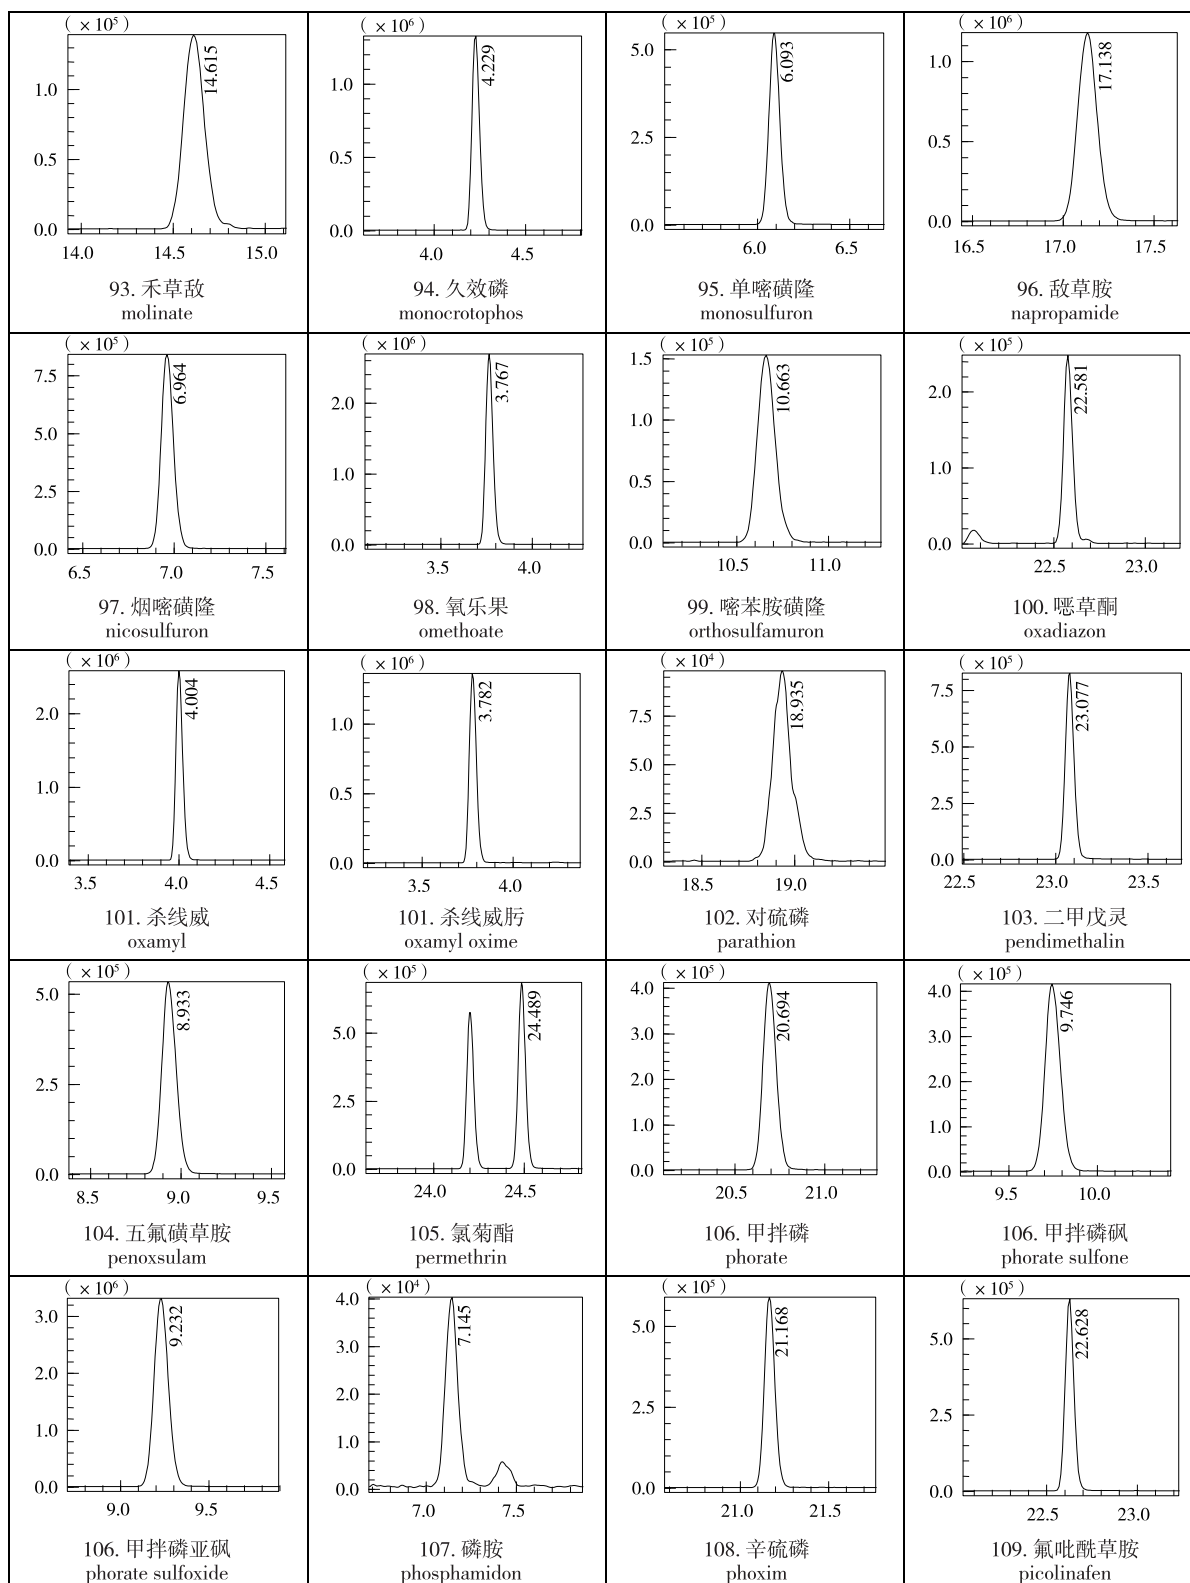 (×10⁵)
14.615
1.0
0.5
0.0
14.0 14.5 15.0
93. 禾草敌
molinate
(×10⁶)
4.229
1.0
0.5
0.0
4.0 4.5
94. 久效磷
monocrotophos
5.0
6.093
2.5
0.0
6.0 6.5
95. 单嘧磺隆
monosulfuron
(×10⁶)
17.138
1.0
0.5
0.0
16.5 17.0 17.5
96. 敌草胺
napropamide
(×10⁵)
6.964
7.5
5.0
2.5
0.0
6.5 7.0 7.5
97. 烟嘧磺隆
nicosulfuron
(×10⁶)
3.767
2.0
1.0
0.0
3.5 4.0
98. 氧乐果
omethoate
(×10⁵)
1.5
10.663
1.0
0.5
0.0
10.5 11.0
99. 嘧苯胺磺隆
orthosulfamuron
(×10⁵)
22.581
2.0
1.0
0.0
22.5 23.0
100. 噁草酮
oxadiazon
(×10⁶)
4.004
2.0
1.0
0.0
3.5 4.0 4.5
101. 杀线威
oxamyl
(×10⁶)
3.782
1.0
0.5
0.0
3.5 4.0
101. 杀线威肟
oxamyl oxime
(×10⁴)
18.935
7.5
5.0
2.5
0.0
18.5 19.0
102. 对硫磷
parathion
(×10⁵)
23.077
7.5
5.0
2.5
0.0
22.5 23.0 23.5
103. 二甲戊灵
pendimethalin
(×10⁵)
5.0
8.933
2.5
0.0
8.5 9.0 9.5
104. 五氟磺草胺
penoxsulam
(×10⁵)
24.489
5.0
2.5
0.0
24.0 24.5
105. 氯菊酯
permethrin
(×10⁵)
4.0
20.694
3.0
2.0
1.0
0.0
20.5 21.0
106. 甲拌磷
phorate
(×10⁵)
4.0
9.746
3.0
2.0
1.0
0.0
9.5 10.0
106. 甲拌磷砜
phorate sulfone
(×10⁶)
3.0
9.232
2.0
1.0
0.0
9.0 9.5
106. 甲拌磷亚砜
phorate sulfoxide
(×10⁴)
4.0
7.145
3.0
2.0
1.0
0.0
7.0 7.5
107. 磷胺
phosphamidon
(×10⁵)
5.0
21.168
2.5
0.0
21.0 21.5
108. 辛硫磷
phoxim
(×10⁵)
22.628
5.0
2.5
0.0
22.5 23.0
109. 氟吡酰草胺
picolinafen